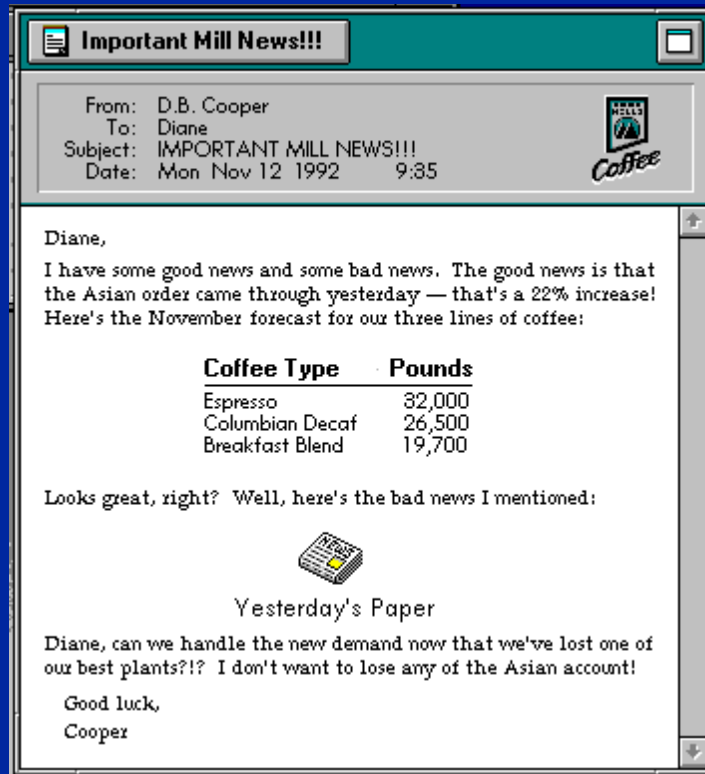 Important Mill News!!!
From: D.B. Cooper
To: Diane
Subject: IMPORTANT MILL NEWS!!!
Date: Mon Nov 12 1992 9:35
Coffee
Diane,
I have some good news and some bad news. The good news is that
the Asian order came through yesterday — that's a 22% increase!
Here's the November forecast for our three lines of coffee:
Coffee Type Pounds
Espresso 32,000
Columbian Decaf 26,500
Breakfast Blend 19,700
Looks great, right? Well, here's the bad news I mentioned:
NEWS
Yesterday's Paper
Diane, can we handle the new demand now that we've lost one of
our best plants?!? I don't want to lose any of the Asian account!
Good luck,
Cooper